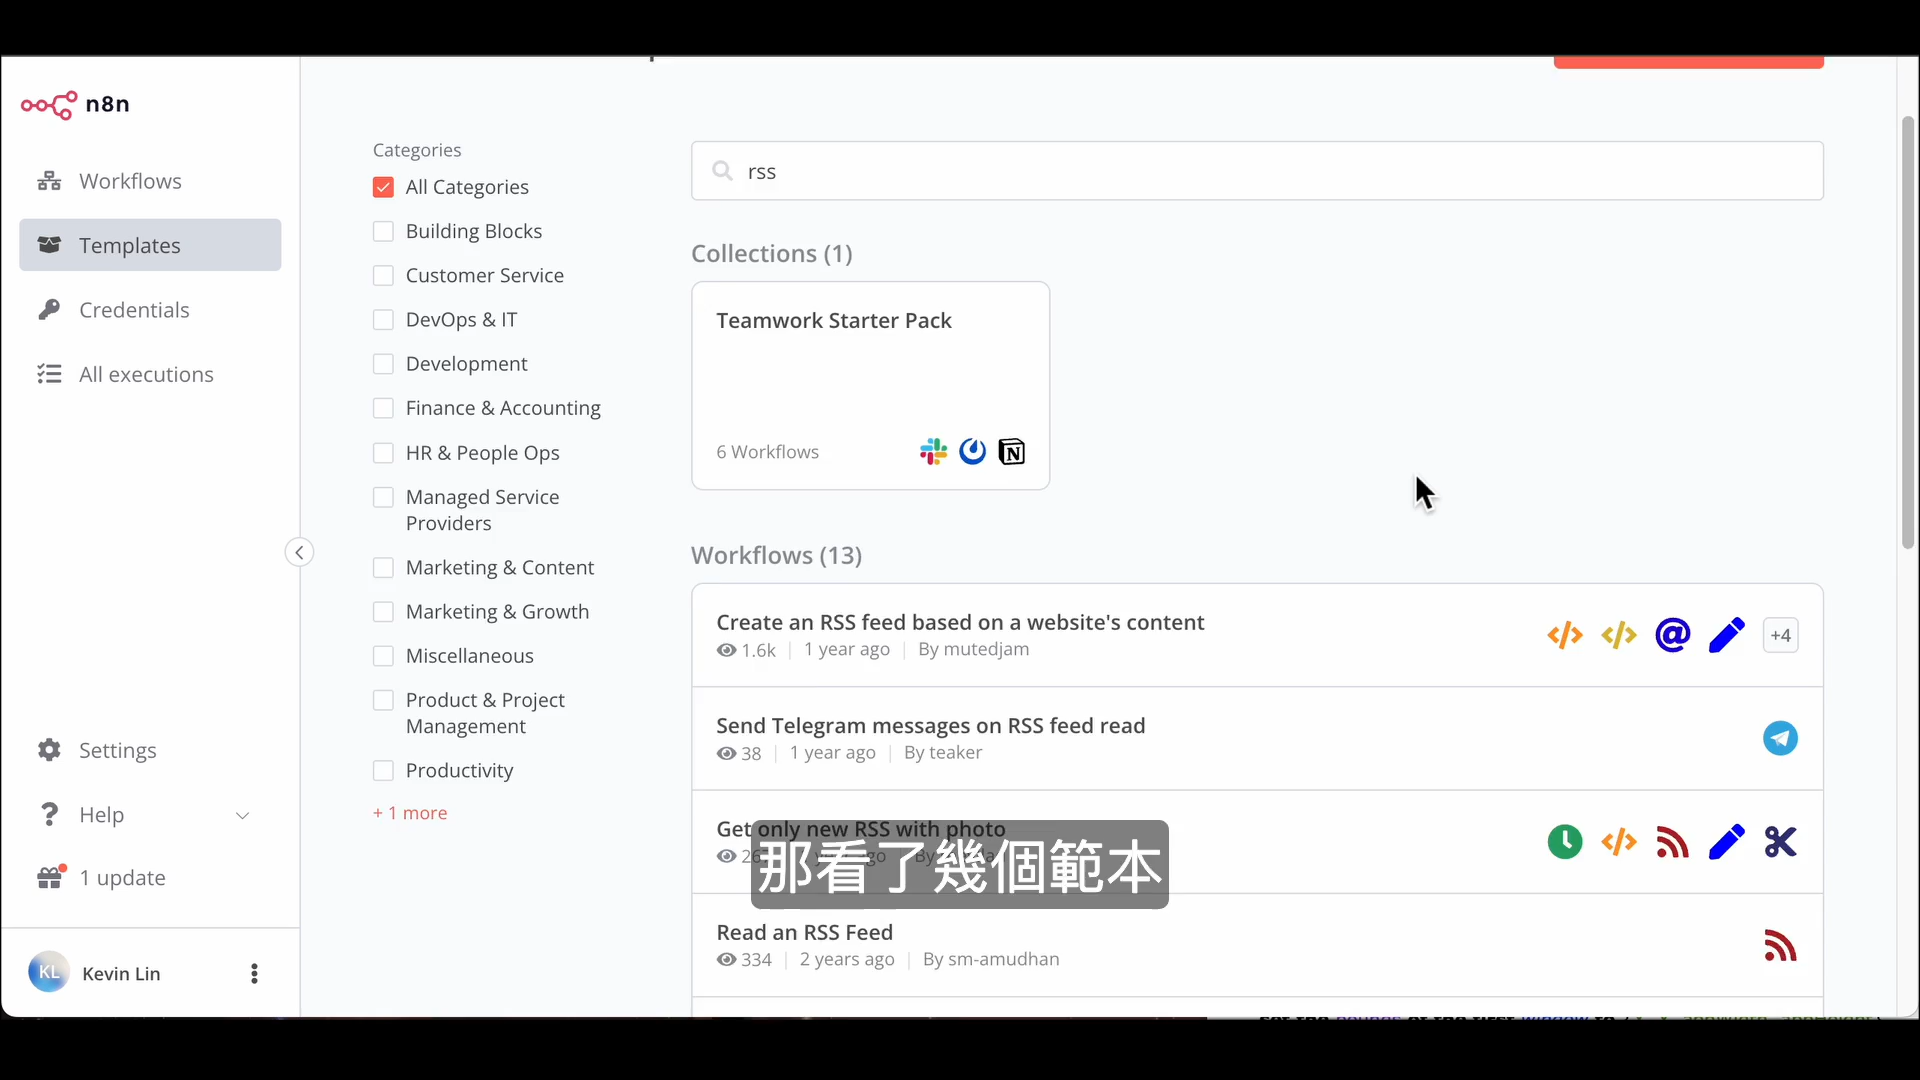 n8n
Workflows
Templates
Credentials
All executions
Settings
Help
1 update
KL
Kevin Lin
Categories
All Categories
Building Blocks
Customer Service
DevOps & IT
Development
Finance & Accounting
HR & People Ops
Managed Service
Providers
Marketing & Content
Marketing & Growth
Miscellaneous
Product & Project
Management
Productivity
+ 1 more
rss
Collections (1)
Teamwork Starter Pack
6 Workflows
Workflows (13)
Create an RSS feed based on a website's content
1.6k 1 year ago By mutedjam
+4
Send Telegram messages on RSS feed read
38 1 year ago By teaker
Get only new RSS with photo
那看了幾個範本
Read an RSS Feed
334 2 years ago By sm-amudhan